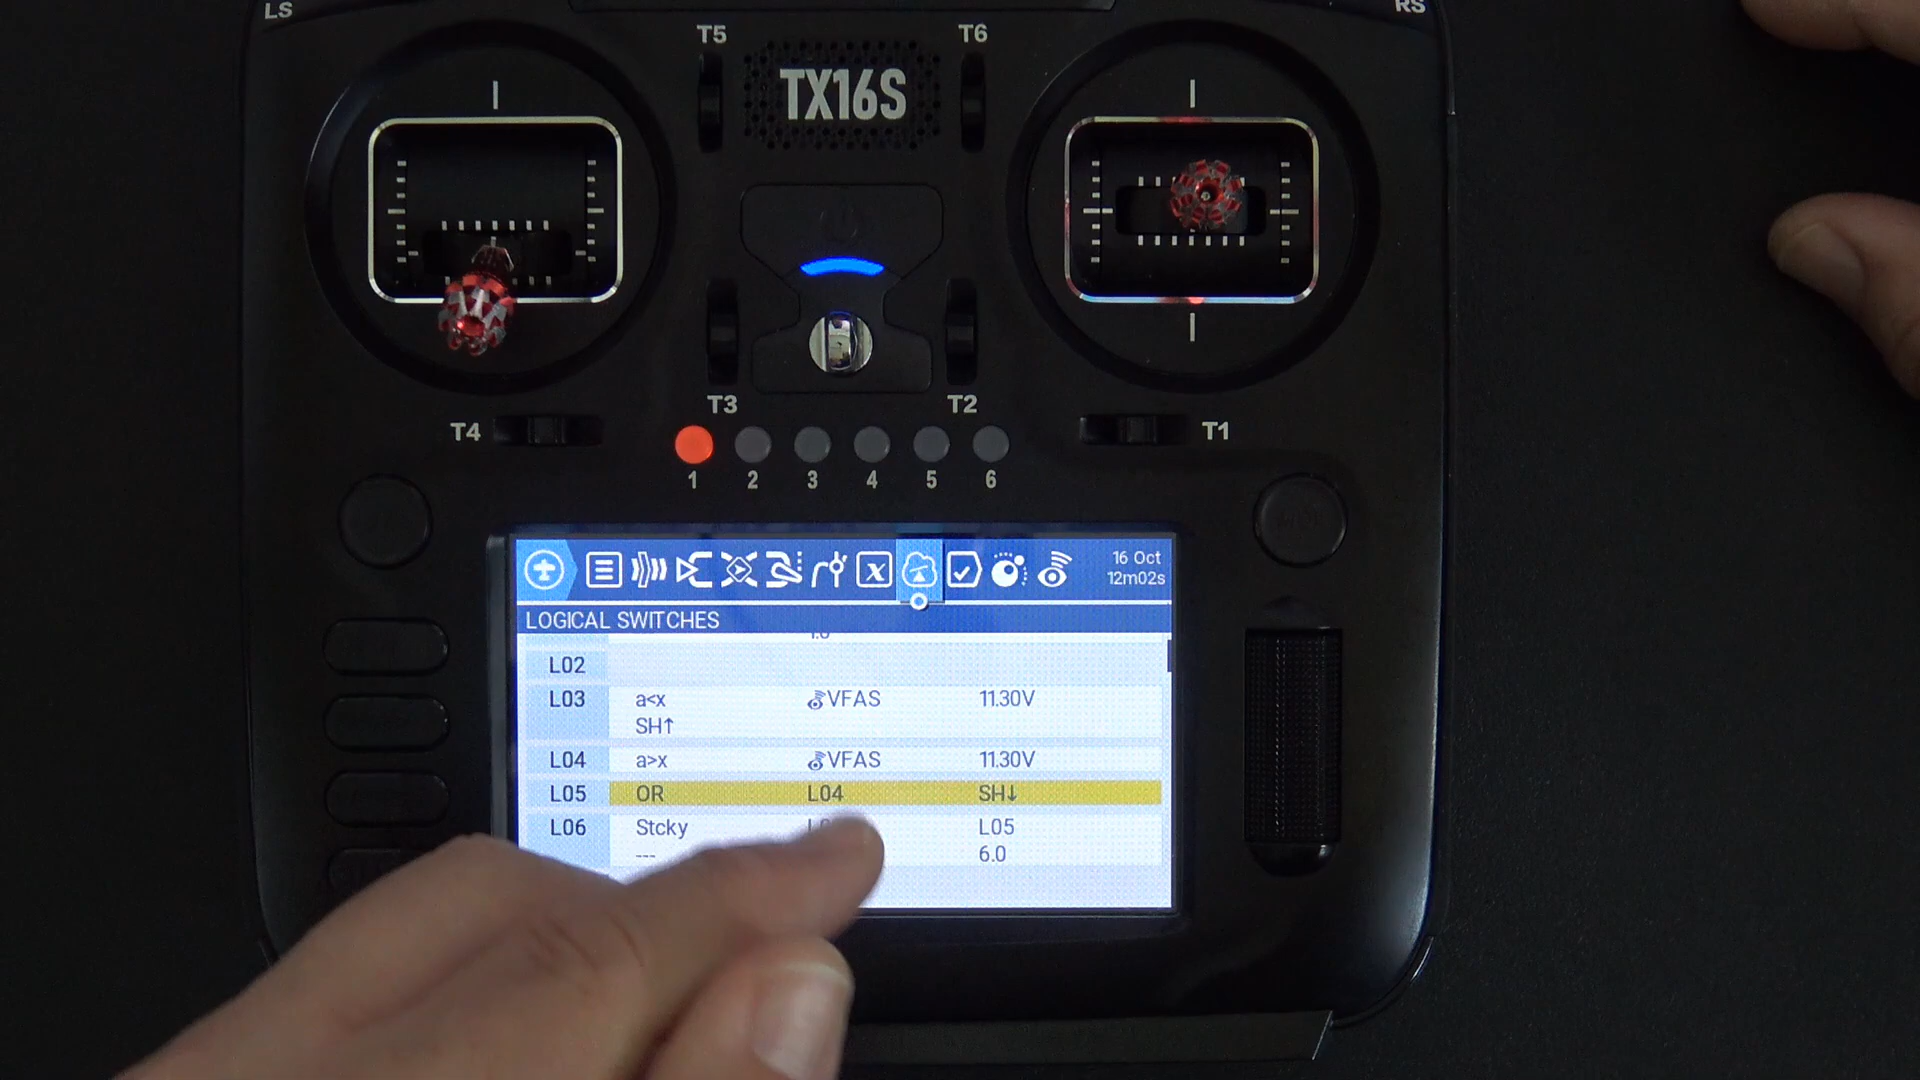 LS
RS
T5
T6
TX16S
T3
T2
T4
T1
1 2 3 4 5 6
16 Oct
12m02s
LOGICAL SWITCHES
1.0
L02
L03 a<x VFAS 11.30V
SH↑
L04 a>x VFAS 11.30V
L05 OR L04 SH↓
L06 Stcky L05
--- 6.0